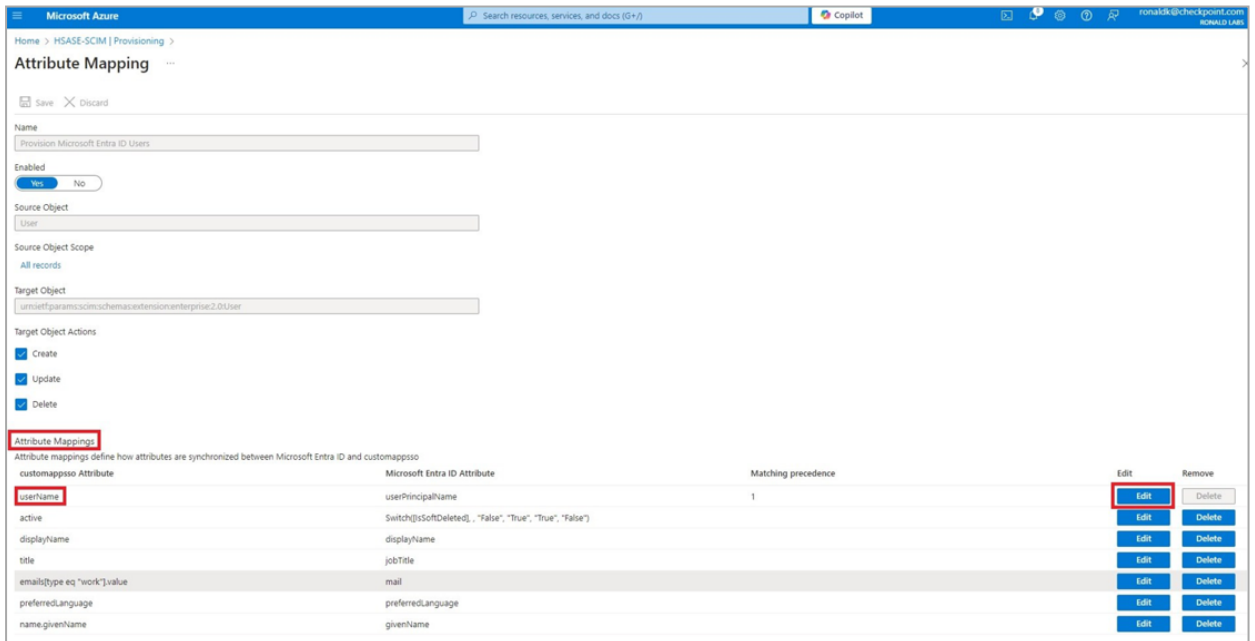 Microsoft Azure
Search resources, services, and docs (G+/)
Copilot
ronaldk@checkpoint.com
RONALD LABS
Home > HSASE-SCIM | Provisioning >
Attribute Mapping ...
Save Discard
Name
Provision Microsoft Entra ID Users
Enabled
Yes No
Source Object
User
Source Object Scope
All records
Target Object
urn:ietf:params:scim:schemas:extension:enterprise:2.0:User
Target Object Actions
Create
Update
Delete
Attribute Mappings
Attribute mappings define how attributes are synchronized between Microsoft Entra ID and customappsso
customappsso Attribute Microsoft Entra ID Attribute Matching precedence Edit Remove
userName userPrincipalName 1 Edit Delete
active Switch([IsSoftDeleted], , "False", "True", "True", "False") Edit Delete
displayName displayName Edit Delete
title jobTitle Edit Delete
emails[type eq "work"].value mail Edit Delete
preferredLanguage preferredLanguage Edit Delete
name.givenName givenName Edit Delete